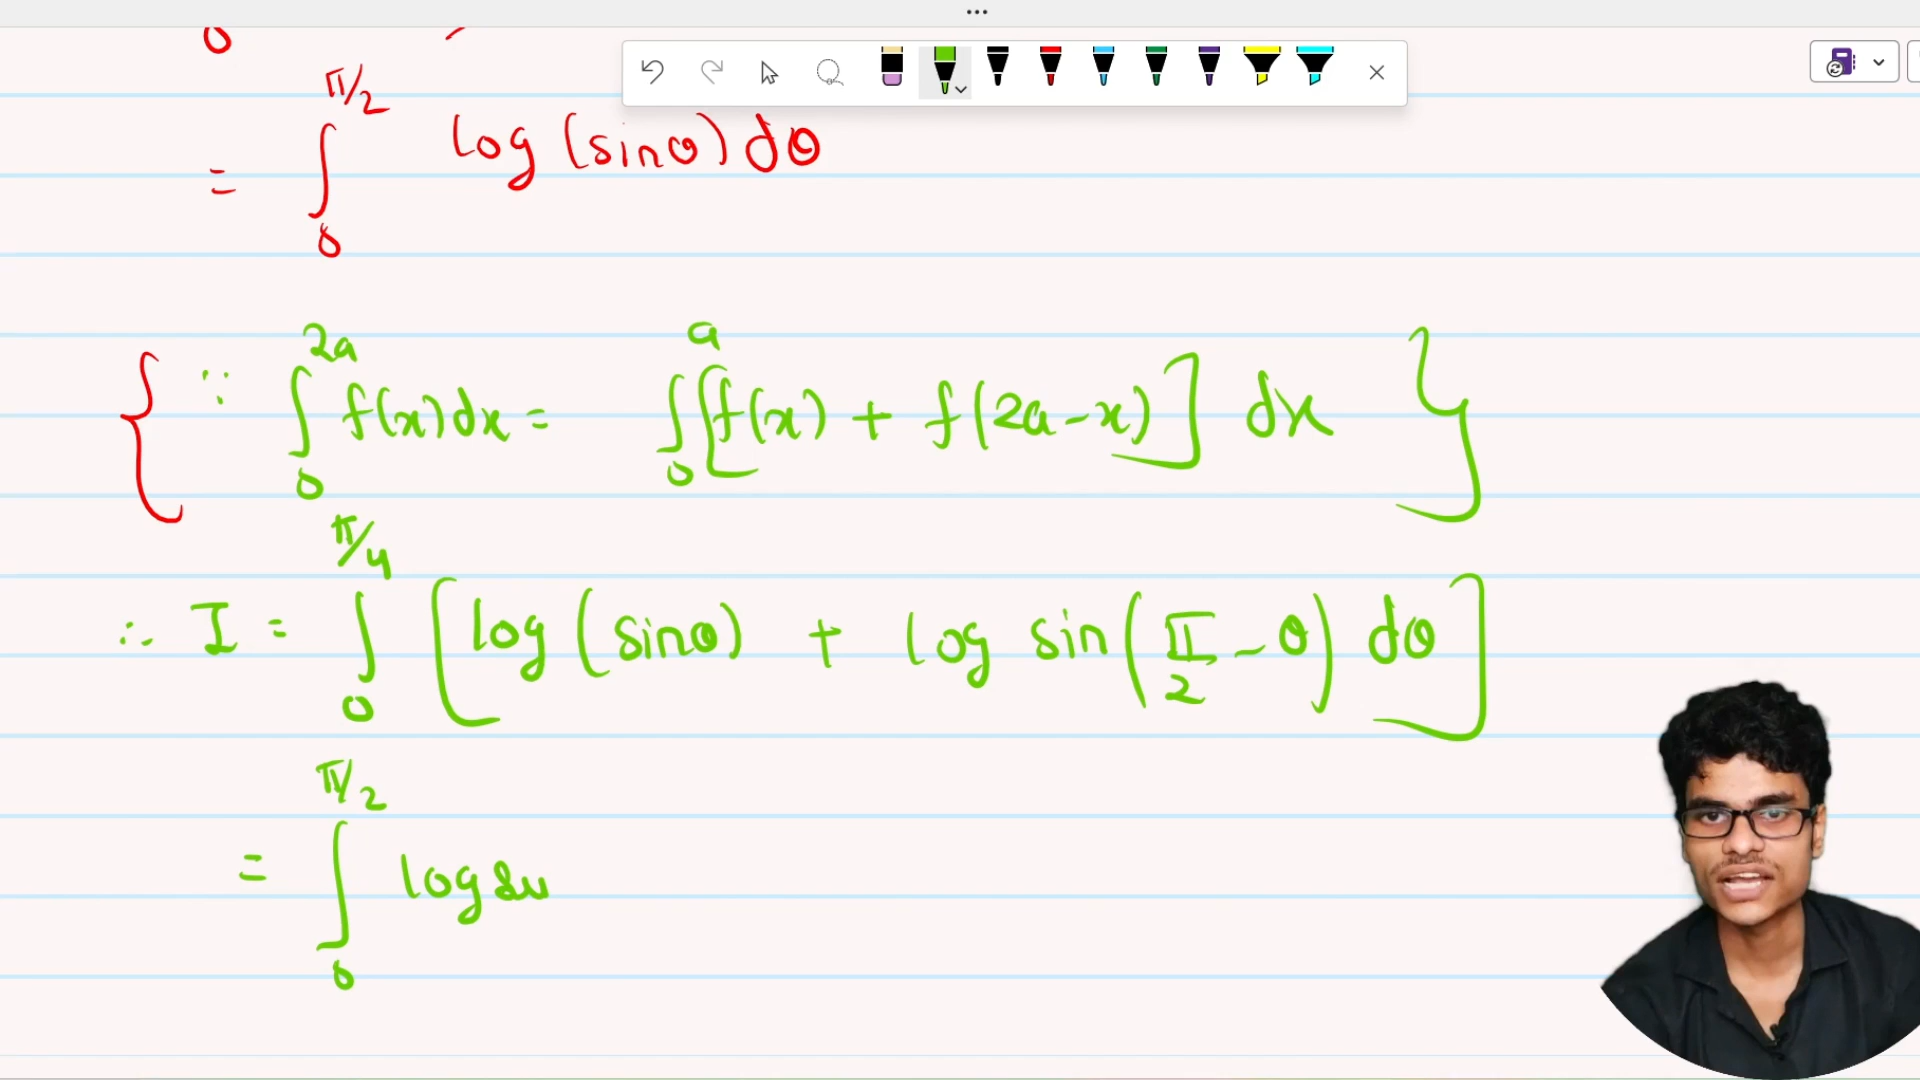 0
= ∫₀^{π/2} log (sinθ) dθ
{ ∵ ∫₀^{2a} f(x)dx = ∫₀^{a} [f(x) + f(2a-x)] dx }
∴ I = ∫₀^{π/4} [log (sinθ) + log sin(π/2 - θ) dθ]
= ∫₀^{π/2} log